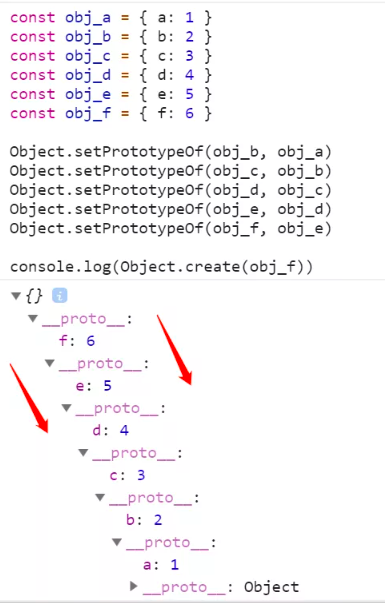 const obj_a = { a: 1 }
const obj_b = { b: 2 }
const obj_c = { c: 3 }
const obj_d = { d: 4 }
const obj_e = { e: 5 }
const obj_f = { f: 6 }
Object.setPrototypeOf(obj_b, obj_a)
Object.setPrototypeOf(obj_c, obj_b)
Object.setPrototypeOf(obj_d, obj_c)
Object.setPrototypeOf(obj_e, obj_d)
Object.setPrototypeOf(obj_f, obj_e)
console.log(Object.create(obj_f))
▼{} i
▼__proto__:
f: 6
▼__proto__:
e: 5
▼__proto__:
d: 4
▼__proto__:
c: 3
▼__proto__:
b: 2
▼__proto__:
a: 1
▶__proto__: Object